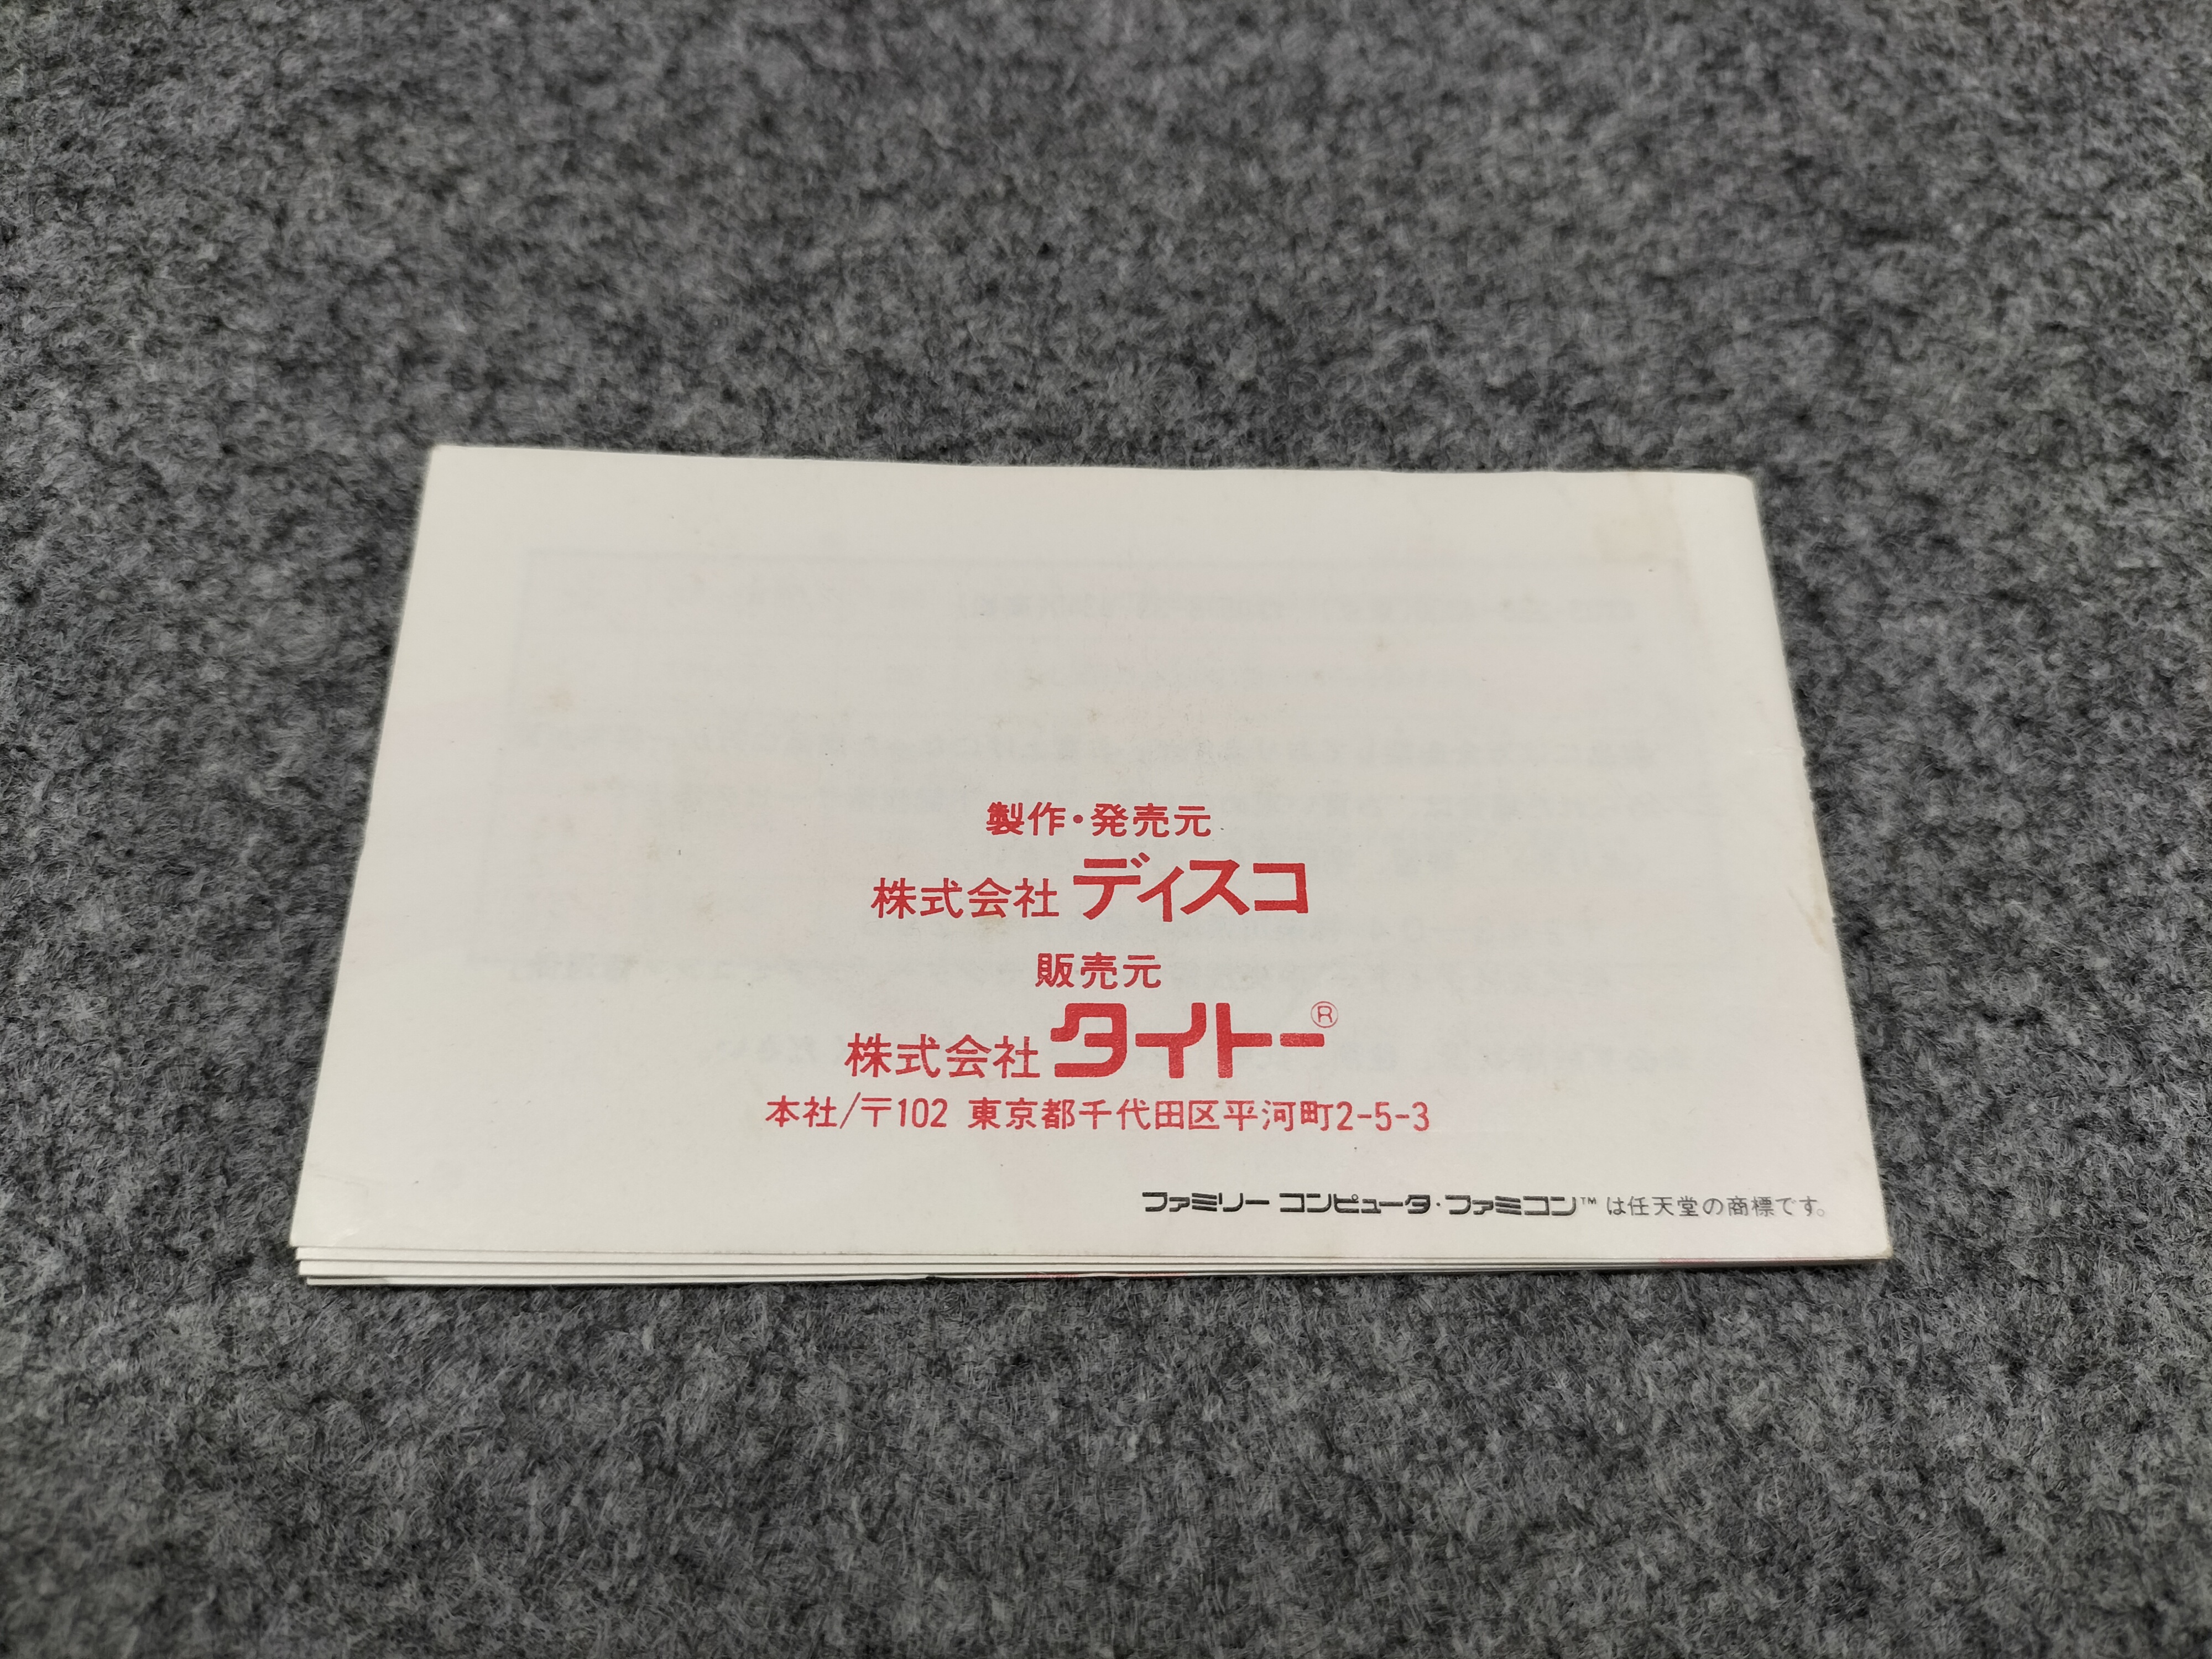 製作・発売元
株式会社ディスコ
販売元
株式会社タイトー®
本社/〒102 東京都千代田区平河町2-5-3
ファミリーコンピュータ・ファミコン™は任天堂の商標です。